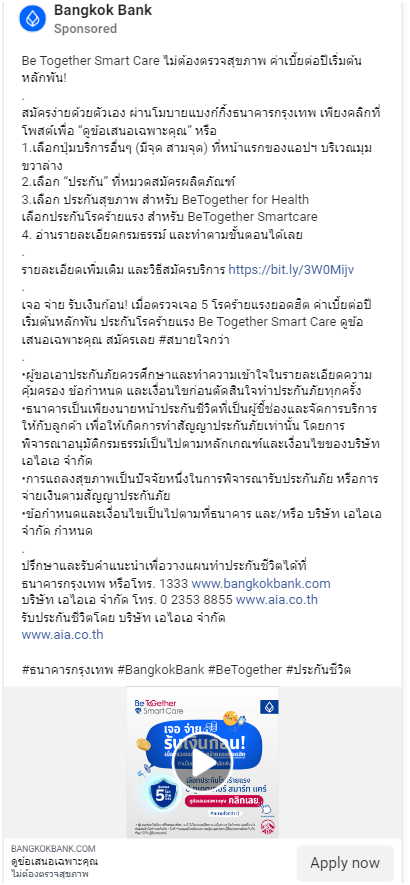 Bangkok Bank
Sponsored
Be Together Smart Care ไม่ต้องตรวจสุขภาพ ค่าเบี้ยต่อปีเริ่มต้น
หลักพัน!
.
สมัครง่ายด้วยตัวเอง ผ่านโมบายแบงก์กิ้งธนาคารกรุงเทพ เพียงคลิกที่
โพสต์เพื่อ “ดูข้อเสนอเฉพาะคุณ” หรือ
1.เลือกปุ่มบริการอื่นๆ (มีจุด สามจุด) ที่หน้าแรกของแอปฯ บริเวณมุม
ขวาล่าง
2.เลือก “ประกัน” ที่หมวดสมัครผลิตภัณฑ์
3.เลือก ประกันสุขภาพ สำหรับ BeTogether for Health
เลือกประกันโรคร้ายแรง สำหรับ BeTogether Smartcare
4. อ่านรายละเอียดกรมธรรม์ และทำตามขั้นตอนได้เลย
.
รายละเอียดเพิ่มเติม และวิธีสมัครบริการ https://bit.ly/3W0Mijv
.
เจอ จ่าย รับเงินก้อน! เมื่อตรวจเจอ 5 โรคร้ายแรงยอดฮิต ค่าเบี้ยต่อปี
เริ่มต้นหลักพัน ประกันโรคร้ายแรง Be Together Smart Care ดูข้อ
เสนอเฉพาะคุณ สมัครเลย #สบายใจกว่า
.
•ผู้ขอเอาประกันภัยควรศึกษาและทำความเข้าใจในรายละเอียดความ
คุ้มครอง ข้อกำหนด และเงื่อนไขก่อนตัดสินใจทำประกันภัยทุกครั้ง
•ธนาคารเป็นเพียงนายหน้าประกันชีวิตที่เป็นผู้ชี้ช่องและจัดการบริการ
ให้กับลูกค้า เพื่อให้เกิดการทำสัญญาประกันภัยเท่านั้น โดยการ
พิจารณาอนุมัติกรมธรรม์เป็นไปตามหลักเกณฑ์และเงื่อนไขของบริษัท
เอไอเอ จำกัด
•การแถลงสุขภาพเป็นปัจจัยหนึ่งในการพิจารณารับประกันภัย หรือการ
จ่ายเงินตามสัญญาประกันภัย
•ข้อกำหนดและเงื่อนไขเป็นไปตามที่ธนาคาร และ/หรือ บริษัท เอไอเอ
จำกัด กำหนด
.
ปรึกษาและรับคำแนะนำเพื่อวางแผนทำประกันชีวิตได้ที่
ธนาคารกรุงเทพ หรือโทร. 1333 www.bangkokbank.com
บริษัท เอไอเอ จำกัด โทร. 0 2353 8855 www.aia.co.th
รับประกันชีวิตโดย บริษัท เอไอเอ จำกัด
www.aia.co.th
#ธนาคารกรุงเทพ #BangkokBank #BeTogether #ประกันชีวิต
Be Together
Smart Care
เจอ จ่าย
รับเงินก้อน!
เลือกประกันโรคร้ายแรง
สมาร์ท แคร์
ดูข้อเสนอเฉพาะคุณ คลิกเลย
#สบายใจกว่า
5
AIA
BANGKOKBANK.COM
ดูข้อเสนอเฉพาะคุณ
ไม่ต้องตรวจสุขภาพ
Apply now